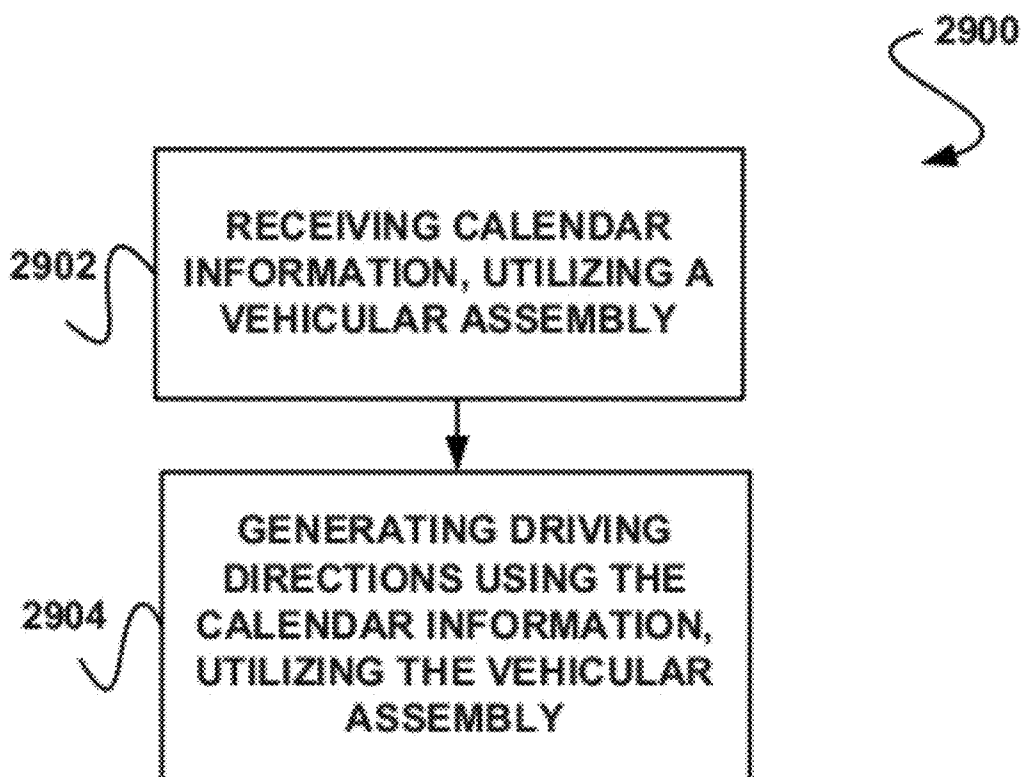 2900
RECEIVING CALENDAR
INFORMATION, UTILIZING A
VEHICULAR ASSEMBLY
2902
GENERATING DRIVING
DIRECTIONS USING THE
CALENDAR INFORMATION,
UTILIZING THE VEHICULAR
ASSEMBLY
2904